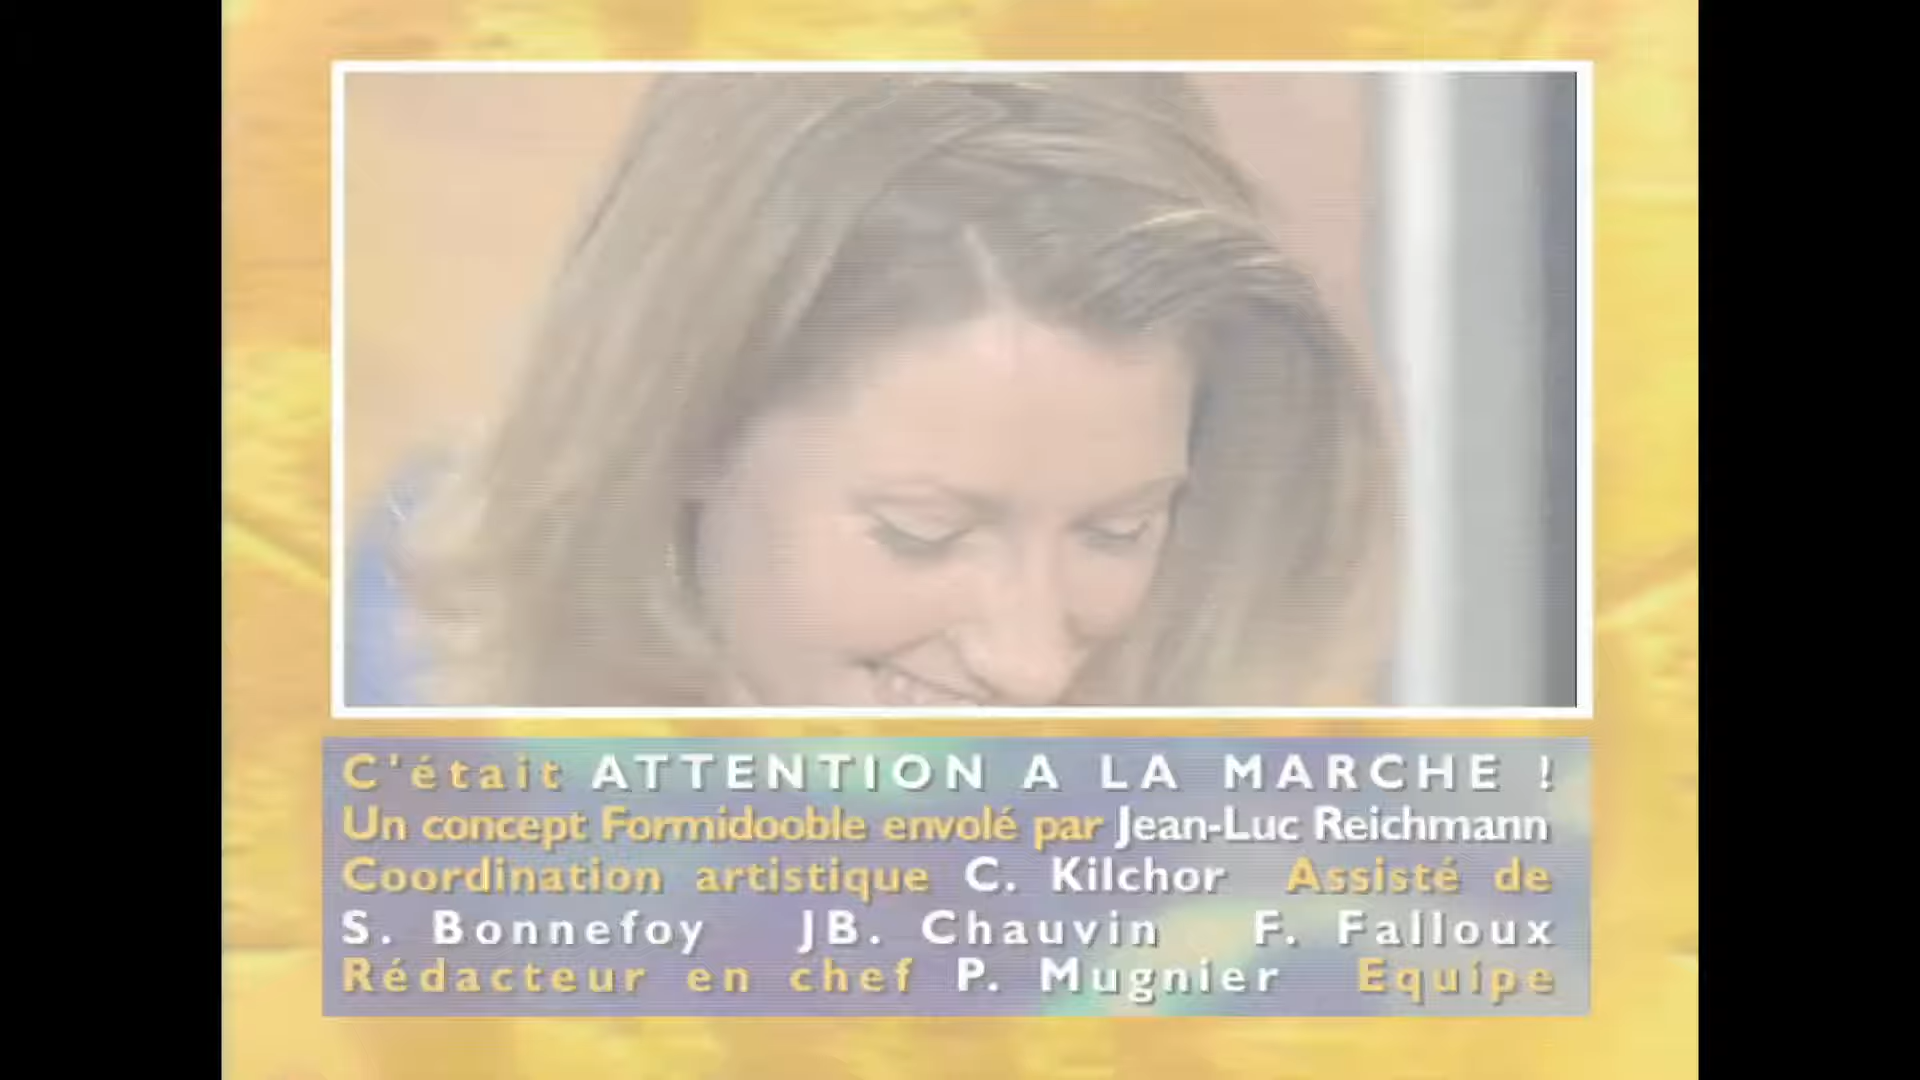 C'était ATTENTION A LA MARCHE !
Un concept Formidooble envolé par Jean-Luc Reichmann
Coordination artistique C. Kilchor Assisté de
S. Bonnefoy JB. Chauvin F. Falloux
Rédacteur en chef P. Mugnier Equipe